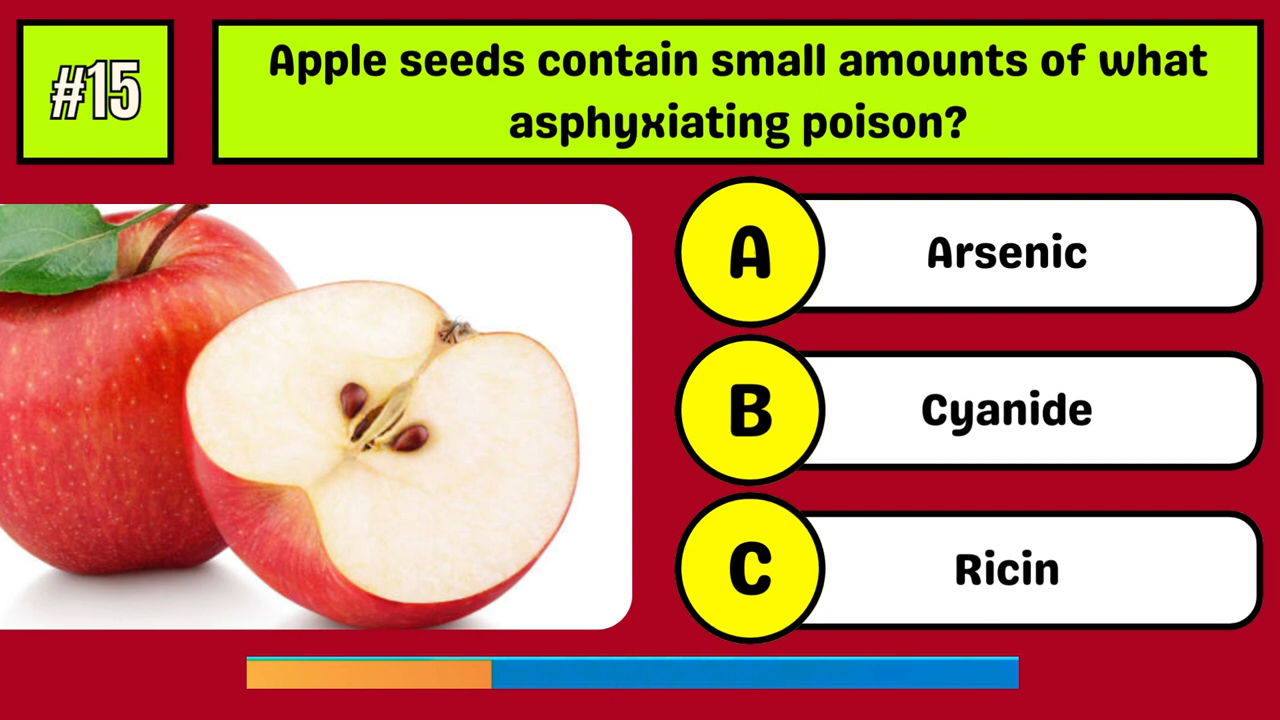 #15
Apple seeds contain small amounts of what
asphyxiating poison?
A
Arsenic
B
Cyanide
C
Ricin